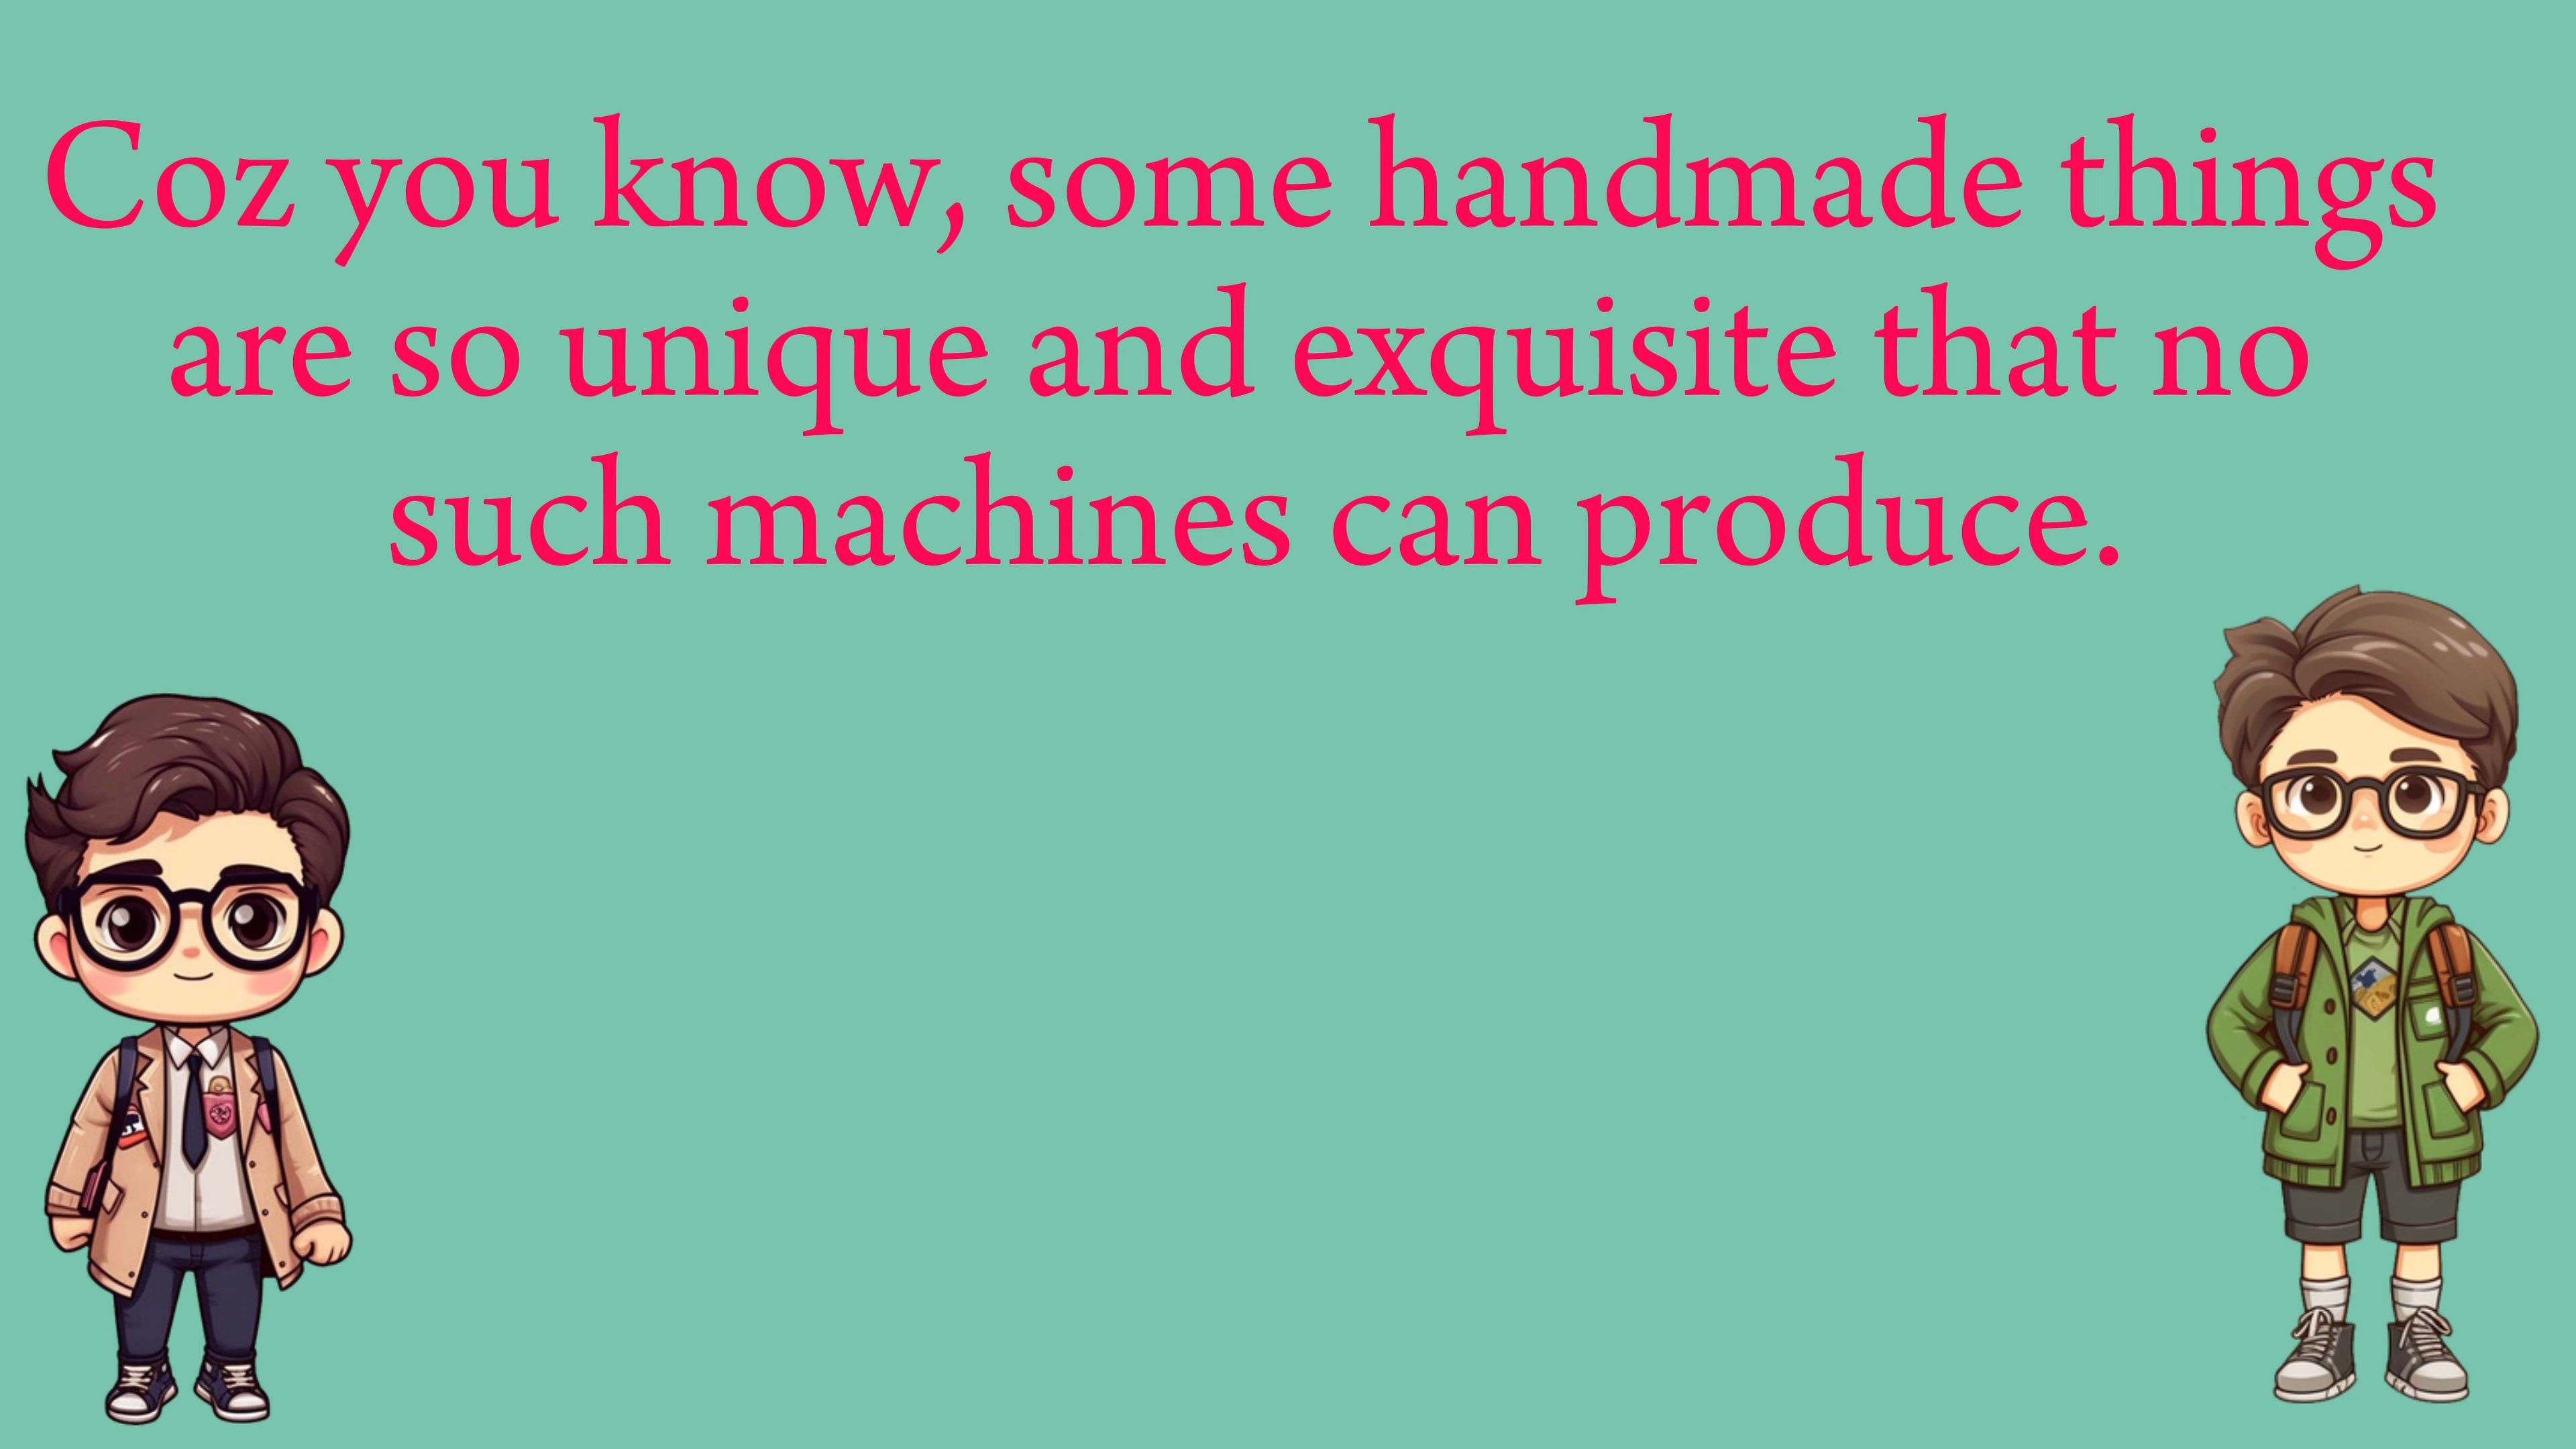 Coz you know, some handmade things
are so unique and exquisite that no
such machines can produce.